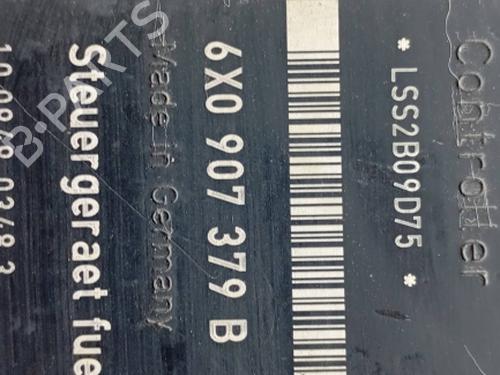 Controller
* LSS2B09D75 *
6X0 907 379 B
Made in Germany
Steuergeraet fue
B-PARTS